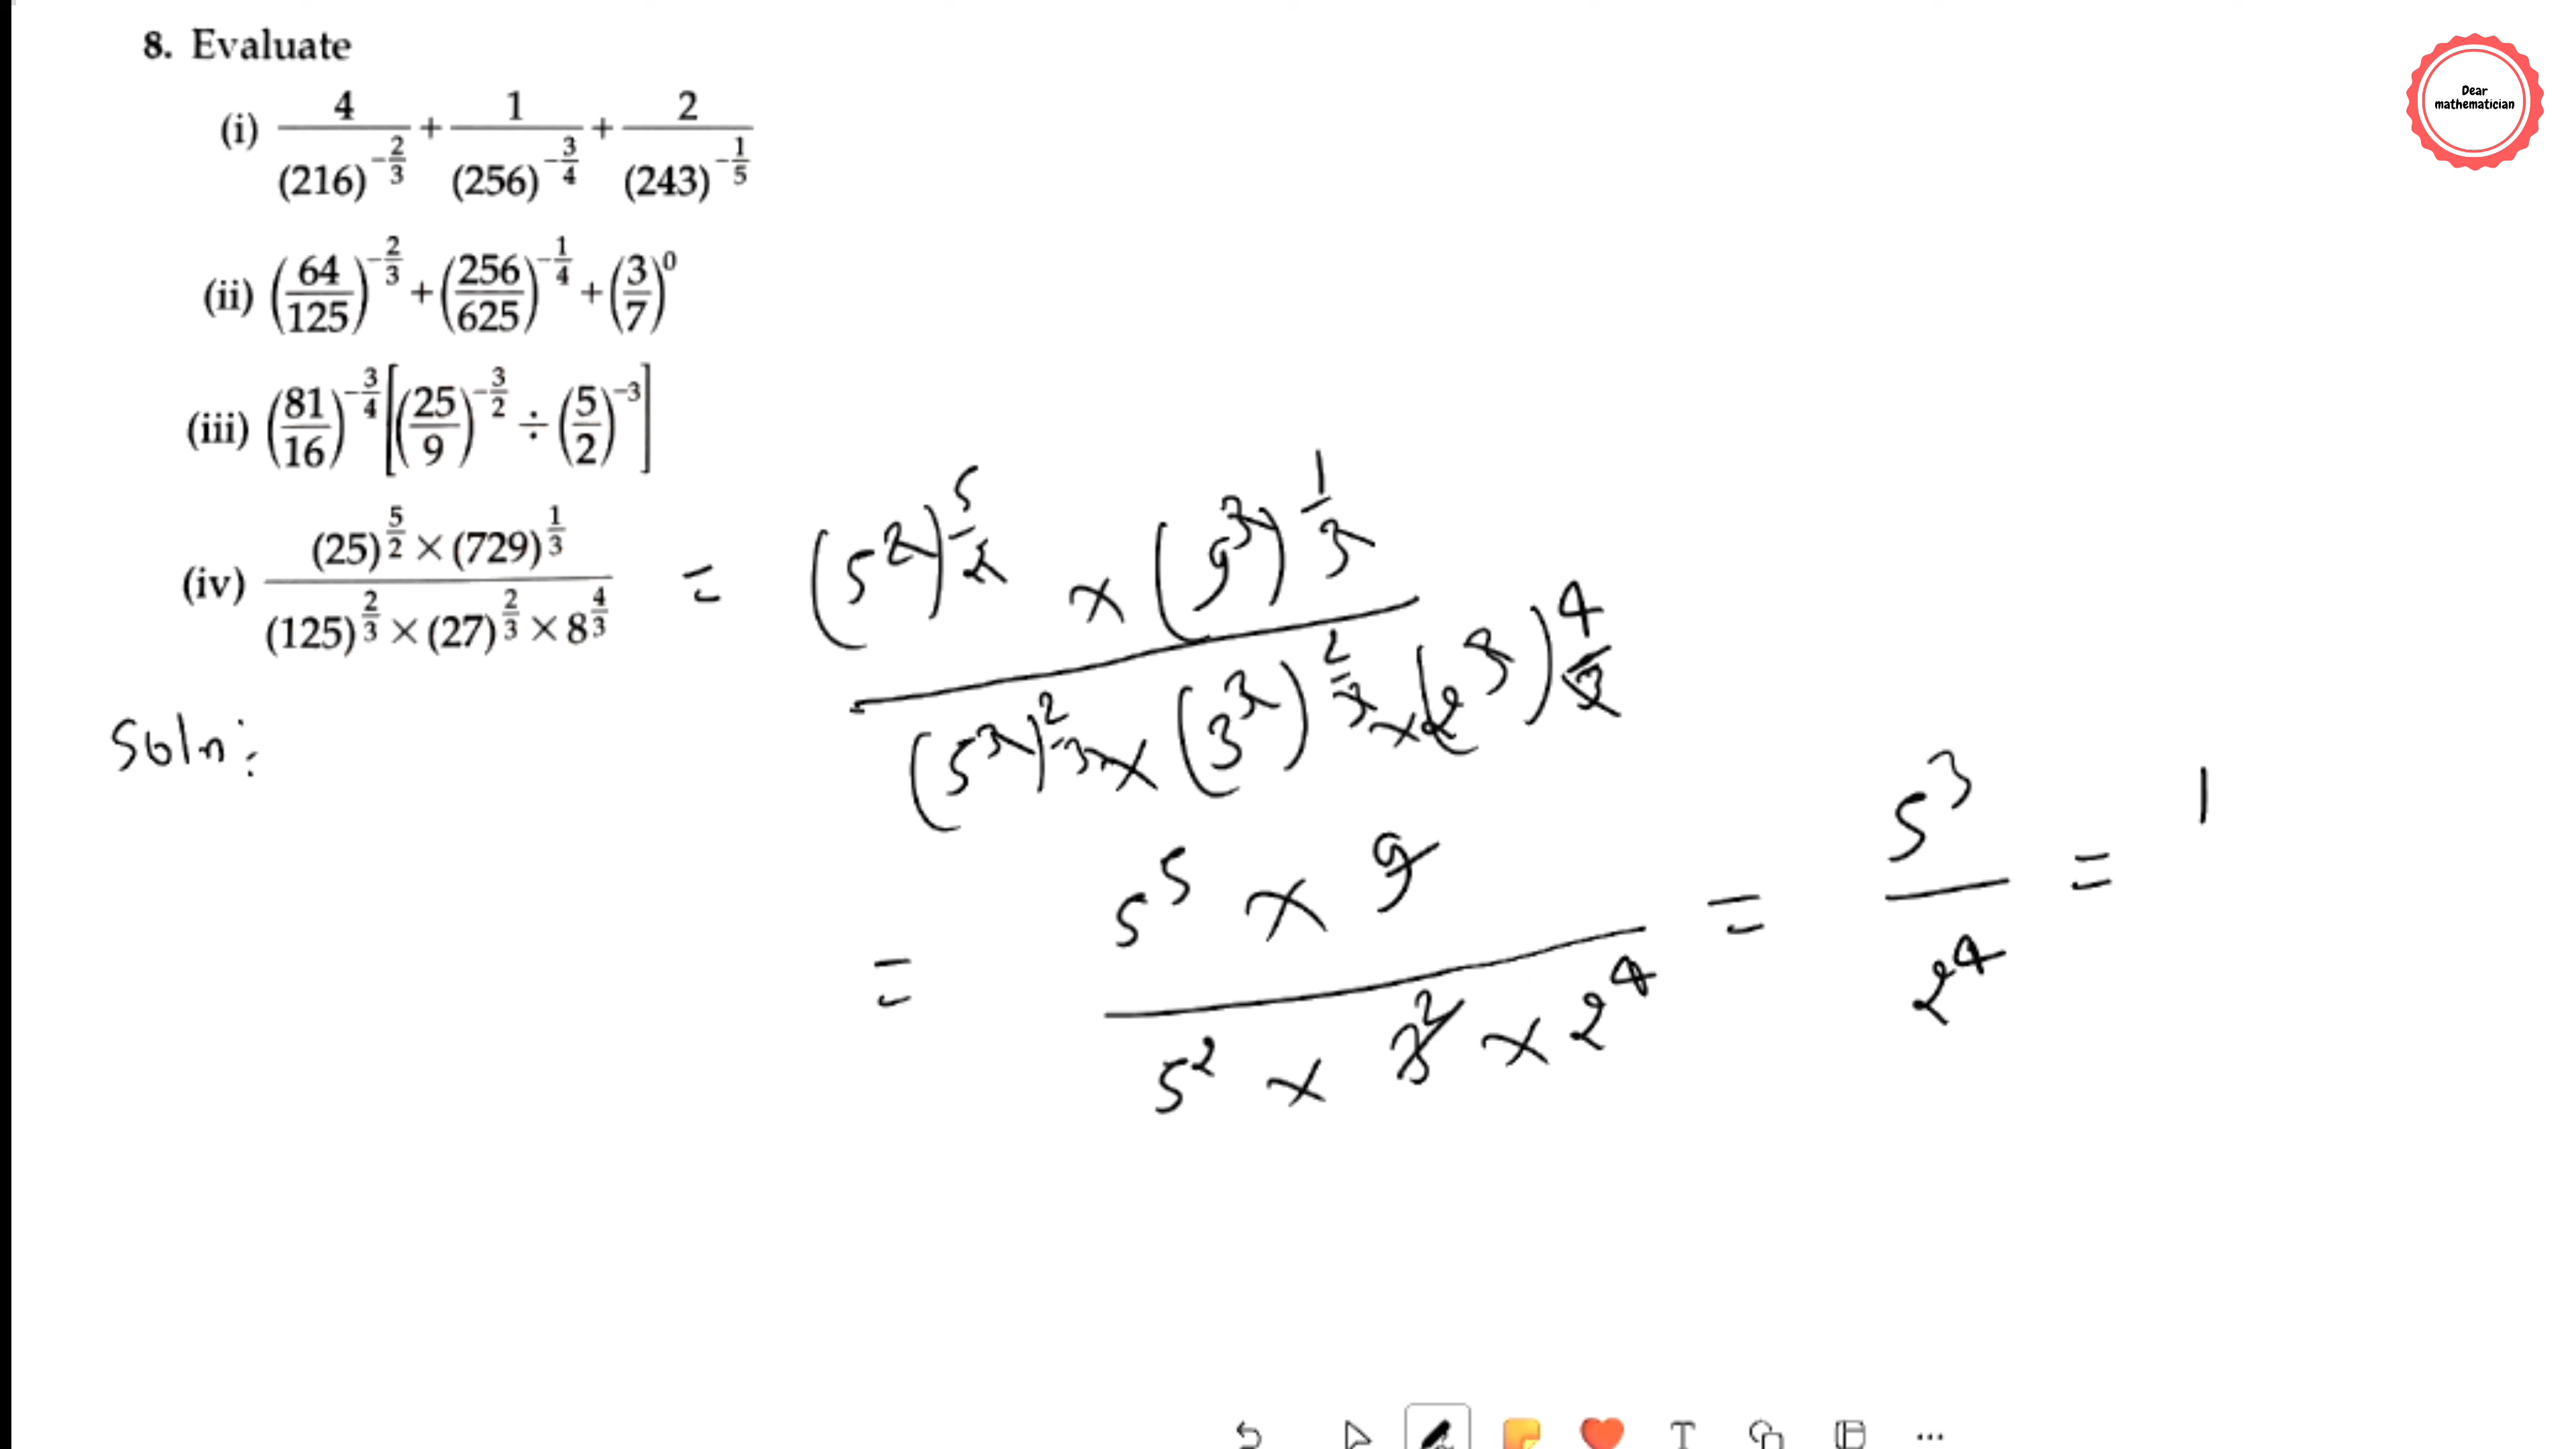 8. Evaluate
(i) 4/(216)^(-2/3) + 1/(256)^(-3/4) + 2/(243)^(-1/5)
(ii) (64/125)^(-2/3) + (256/625)^(-1/4) + (3/7)^0
(iii) (81/16)^(-3/4) [(25/9)^(-3/2) ÷ (5/2)^(-3)]
(iv) ((25)^(5/2) × (729)^(1/3)) / ((125)^(2/3) × (27)^(2/3) × 8^(4/3)) = ((5^2)^(5/2) × (9^3)^(1/3)) / ((5^3)^(2/3) × (3^3)^(2/3) × (2^3)^(4/3))
Soln:
= (5^5 × 9) / (5^2 × 3^2 × 2^4) = 5^3 / 2^4 = 1
Dear
mathematician
T